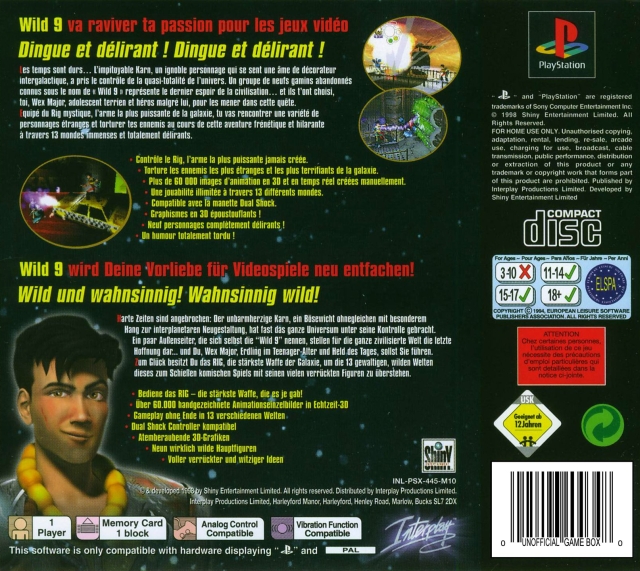 Wild 9 va raviver ta passion pour les jeux vidéo
Dingue et délirant ! Dingue et délirant !
Les temps sont durs... L'impitoyable Karn, un ignoble personnage qui se sent une âme de décorateur
intergalactique, a pris le contrôle de la quasi-totalité de l'univers. Un groupe de neufs gamins abandonnés
connus sous le nom de « Wild 9 » représente le dernier espoir de la civilisation... et ils t'ont choisi,
toi, Wex Major, adolescent terrien et héros malgré lui, pour les mener dans cette quête.
Equipé du Rig mystique, l'arme la plus puissante de la galaxie, tu vas rencontrer une variété de
personnages étranges et torturer tes ennemis au cours de cette aventure frénétique et hilarante
à travers 13 mondes immenses et totalement délirants.
Contrôle le Rig, l'arme la plus puissante jamais créée.
Torture les ennemis les plus étranges et les plus terrifiants de la galaxie.
• Plus de 60 000 images d'animation en 3D et en temps réel créées manuellement.
• Une jouabilité illimitée à travers 13 différents mondes.
• Compatible avec la manette Dual Shock.
• Graphismes en 3D époustouflants !
• Neuf personnages complètement délirants !
• Un humour totalement tordu !
Wild 9 wird Deine Vorliebe für Videospiele neu entfachen!
Wild und wahnsinnig! Wahnsinnig wild!
Harte Zeiten sind angebrochen: Der unbarmherzige Karn, ein Bösewicht ohnegleichen mit besonderem
Hang zur interplanetaren Neugestaltung, hat fast das ganze Universum unter seine Kontrolle gebracht.
Ein paar Außenseiter, die sich selbst die "Wild 9" nennen, stellen für die ganze zivilisierte Welt die letzte
Hoffnung dar... und Du, Wex Major, Erdling im Teenager-Alter und Held des Tages, sollst Sie führen.
Zum Glück besitzt Du das RIG, die stärkste Waffe der Galaxie, um die 13 gewaltigen, wilden Welten
dieses zum Schießen komischen Spiels mit seinen vielen verrückten Figuren zu überstehen.
• Bediene das RIG – die stärkste Waffe, die es je gab!
• Über 60.000 handgezeichnete Animationseinzelbilder in Echtzeit-3D
• Gameplay ohne Ende in 13 verschiedenen Welten
• Dual Shock Controller kompatibel
• Atemberaubende 3D-Grafiken
• Neun wirklich wilde Hauptfiguren
• Voller verrückter und witziger Ideen
Shiny
INL-PSX-445-M10
© & developed 1998 by Shiny Entertainment Limited. All rights reserved. Distributed by Interplay Productions Limited.
Interplay Productions Limited, Harleyford Manor, Harleyford, Henley Road, Marlow, Bucks SL7 2DX
1
Player
Memory Card
1 block
Analog Control
Compatible
Vibration Function
Compatible
Interplay
This software is only compatible with hardware displaying " " and PAL
PlayStation
" " and "PlayStation" are registered
trademarks of Sony Computer Entertainment Inc.
© 1998 Shiny Entertainment Limited. All
Rights Reserved.
FOR HOME USE ONLY. Unauthorised copying,
adaptation, rental, lending, re-sale, arcade
use, charging for use, broadcast, cable
transmission, public performance, distribution
or extraction of this product or any
trademark or copyright work that forms part
of this product are prohibited. Published by
Interplay Productions Limited. Developed by
Shiny Entertainment Limited
COMPACT
disc
For Ages - Pour Ages - Para Años - Für Jahre - Per Anni
3-10 11-14
15-17 18+
ELSPA
COPYRIGHT © 1994, EUROPEAN LEISURE SOFTWARE
PUBLISHERS ASSOCIATION, ALL RIGHTS RESERVED
ATTENTION
Chez certaines personnes,
l'utilisation de ce jeu
nécessite des précautions
d'emploi particulières qui
sont détaillées dans la
notice ci-jointe.
USK
Geeignet ab
12 Jahren
0 UNOFFICIAL GAME BOX 0